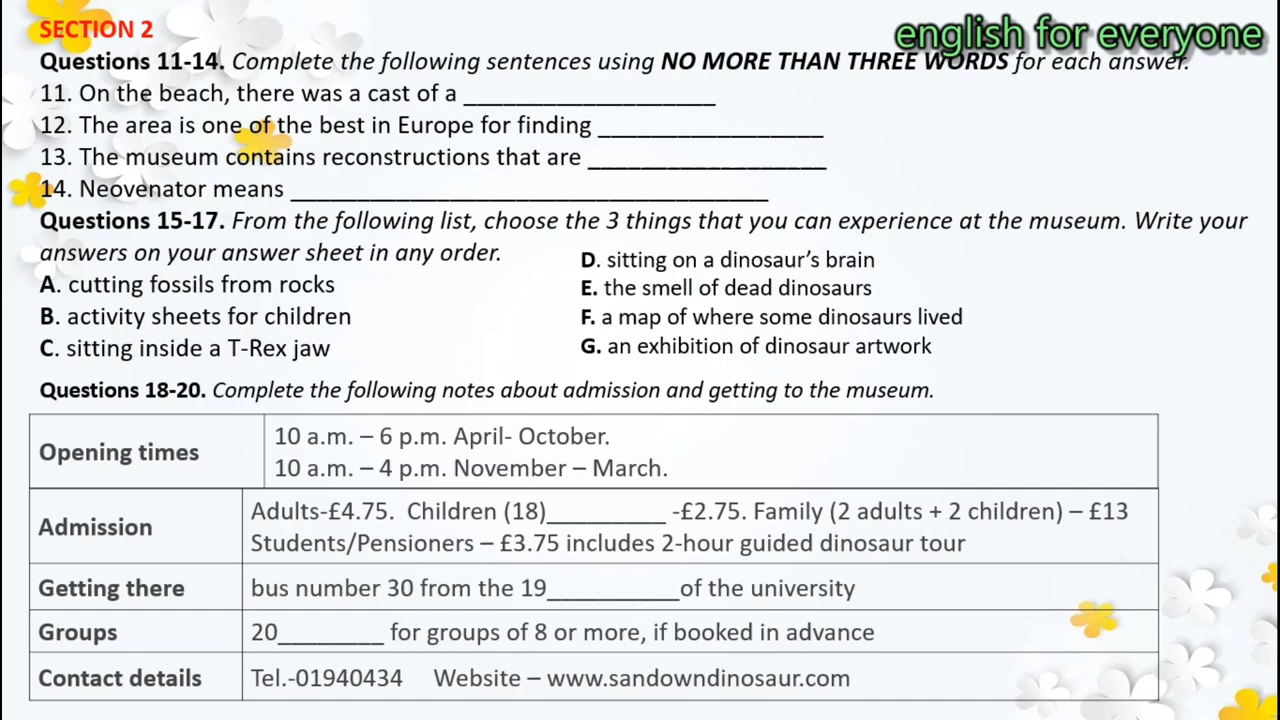 SECTION 2
english for everyone
Questions 11-14. Complete the following sentences using NO MORE THAN THREE WORDS for each answer.
11. On the beach, there was a cast of a ____________________
12. The area is one of the best in Europe for finding __________________
13. The museum contains reconstructions that are ___________________
14. Neovenator means ______________________________________
Questions 15-17. From the following list, choose the 3 things that you can experience at the museum. Write your
answers on your answer sheet in any order.
A. cutting fossils from rocks
B. activity sheets for children
C. sitting inside a T-Rex jaw
D. sitting on a dinosaur’s brain
E. the smell of dead dinosaurs
F. a map of where some dinosaurs lived
G. an exhibition of dinosaur artwork
Questions 18-20. Complete the following notes about admission and getting to the museum.
Opening times
10 a.m. – 6 p.m. April- October.
10 a.m. – 4 p.m. November – March.
Admission
Adults-£4.75. Children (18)_________ -£2.75. Family (2 adults + 2 children) – £13
Students/Pensioners – £3.75 includes 2-hour guided dinosaur tour
Getting there
bus number 30 from the 19__________of the university
Groups
20________ for groups of 8 or more, if booked in advance
Contact details
Tel.-01940434 Website – www.sandowndinosaur.com